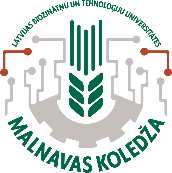 LATVIJAS BIOZINĀTŅU UN TEHNOLOĢIJU UNIVERSITĀTES
MALNAVAS KOLEDŽA